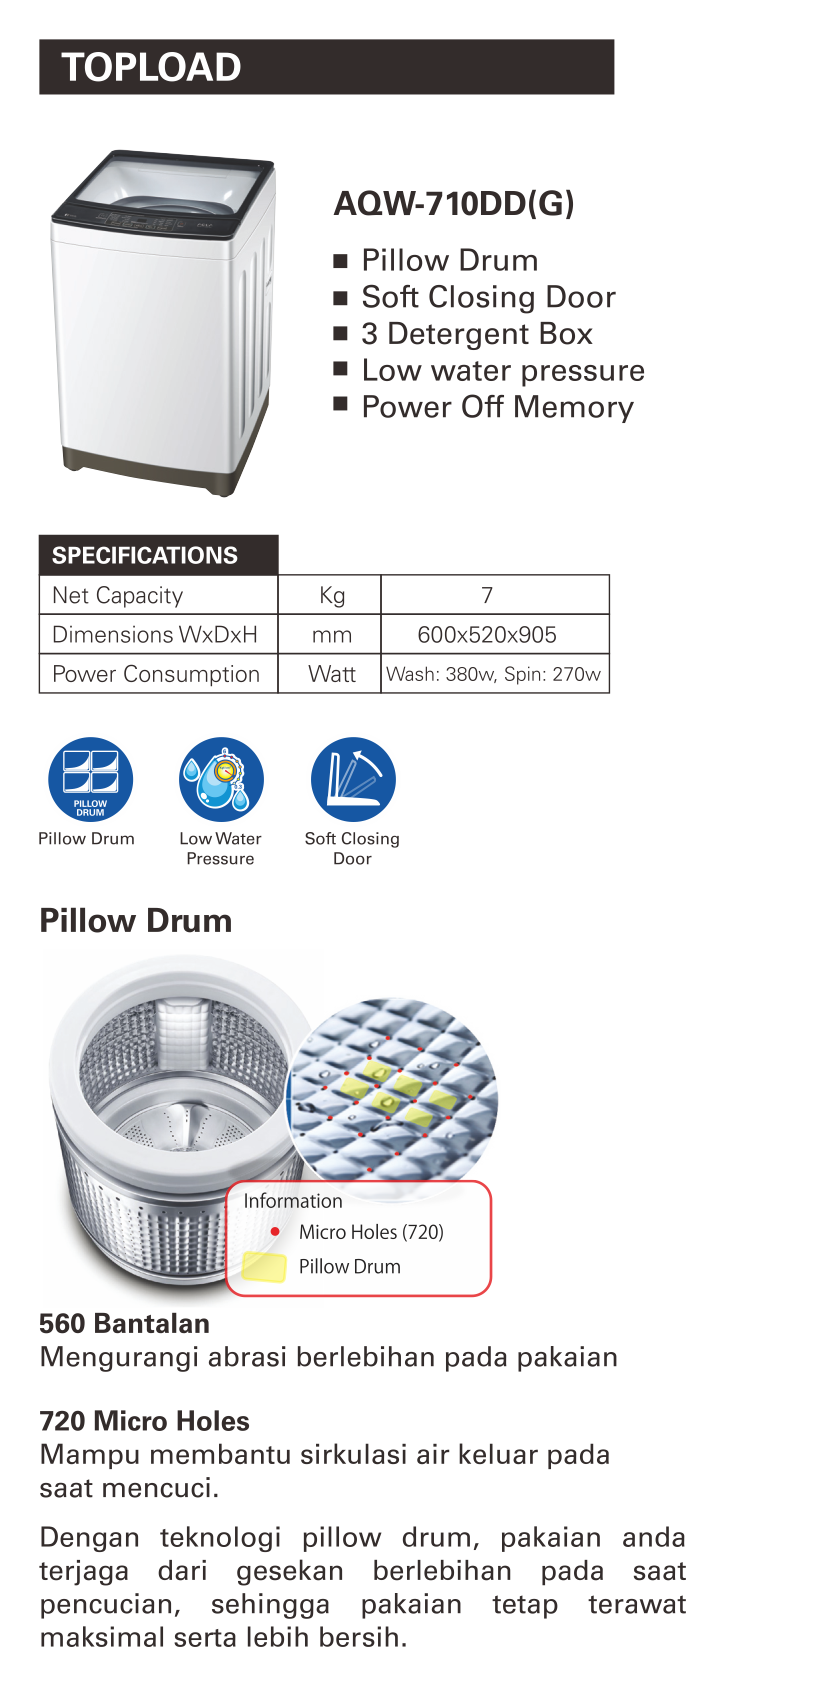 TOPLOAD
AQW-710DD(G)
Pillow Drum
Soft Closing Door
3 Detergent Box
Low water pressure
Power Off Memory
SPECIFICATIONS
Net Capacity Kg 7
Dimensions WxDxH mm 600x520x905
Power Consumption Watt Wash: 380w, Spin: 270w
PILLOW
DRUM
Pillow Drum
Low Water
Pressure
Soft Closing
Door
Pillow Drum
Information
Micro Holes (720)
Pillow Drum
560 Bantalan
Mengurangi abrasi berlebihan pada pakaian
720 Micro Holes
Mampu membantu sirkulasi air keluar pada
saat mencuci.
Dengan teknologi pillow drum, pakaian anda
terjaga dari gesekan berlebihan pada saat
pencucian, sehingga pakaian tetap terawat
maksimal serta lebih bersih.